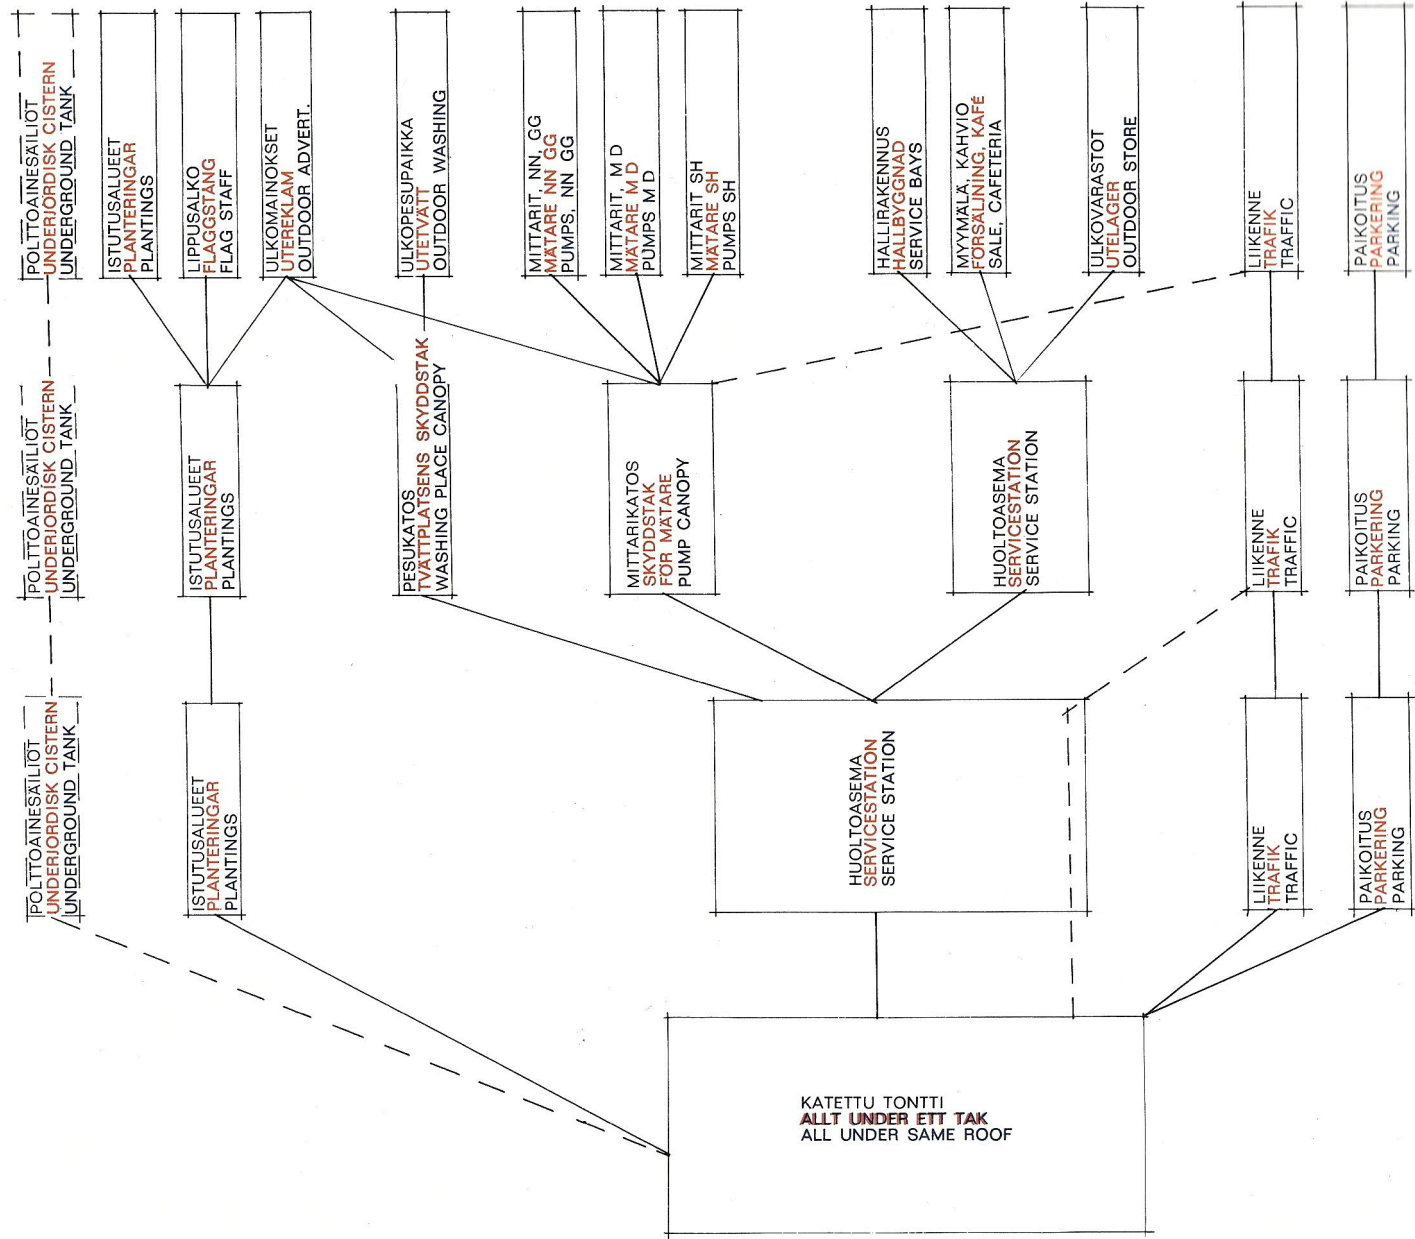 POLTTOAINESÄILIÖT
UNDERJORDISK CISTERN
UNDERGROUND TANK
ISTUTUSALUEET
PLANTERINGAR
PLANTINGS
LIPPUSALKO
FLAGGSTÅNG
FLAG STAFF
ULKOMAINOKSET
UTEREKLAM
OUTDOOR ADVERT.
ULKOPESUPAIKKA
UTETVÄTT
OUTDOOR WASHING
MITTARIT, NN, GG
MÄTARE NN GG
PUMPS, NN GG
MITTARIT, M D
MÄTARE M D
PUMPS M D
MITTARIT SH
MÄTARE SH
PUMPS SH
HALLIRAKENNUS
HALLBYGGNAD
SERVICE BAYS
MYYMÄLÄ, KAHVIO
FÖRSÄLJNING, KAFÉ
SALE, CAFETERIA
ULKOVARASTOT
UTELAGER
OUTDOOR STORE
LIIKENNE
TRAFIK
TRAFFIC
PAIKOITUS
PARKERING
PARKING
POLTTOAINESÄILIÖT
UNDERJORDISK CISTERN
UNDERGROUND TANK
ISTUTUSALUEET
PLANTERINGAR
PLANTINGS
PESUKATOS
TVÄTTPLATSENS SKYDDSTAK
WASHING PLACE CANOPY
MITTARIKATOS
SKYDDSTAK
FÖR MÄTARE
PUMP CANOPY
HUOLTOASEMA
SERVICESTATION
SERVICE STATION
LIIKENNE
TRAFIK
TRAFFIC
PAIKOITUS
PARKERING
PARKING
POLTTOAINESÄILIÖT
UNDERJORDISK CISTERN
UNDERGROUND TANK
ISTUTUSALUEET
PLANTERINGAR
PLANTINGS
HUOLTOASEMA
SERVICESTATION
SERVICE STATION
LIIKENNE
TRAFIK
TRAFFIC
PAIKOITUS
PARKERING
PARKING
KATETTU TONTTI
ALLT UNDER ETT TAK
ALL UNDER SAME ROOF